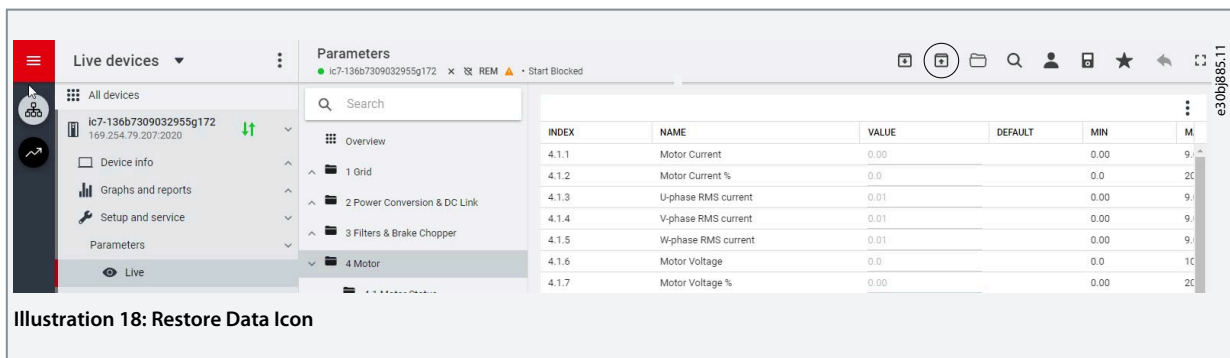 Live devices
All devices
ic7-136b7309032955g172
169.254.79.207:2020
Device info
Graphs and reports
Setup and service
Parameters
Live
Parameters
ic7-136b7309032955g172 × REM • Start Blocked
Search
Overview
1 Grid
2 Power Conversion & DC Link
3 Filters & Brake Chopper
4 Motor
INDEX NAME VALUE DEFAULT MIN
4.1.1 Motor Current 0.00 0.00
4.1.2 Motor Current % 0.0 0.0
4.1.3 U-phase RMS current 0.01 0.00
4.1.4 V-phase RMS current 0.01 0.00
4.1.5 W-phase RMS current 0.01 0.00
4.1.6 Motor Voltage 0.0 0.0
4.1.7 Motor Voltage % 0.00 0.00
e30bj885.11
Illustration 18: Restore Data Icon